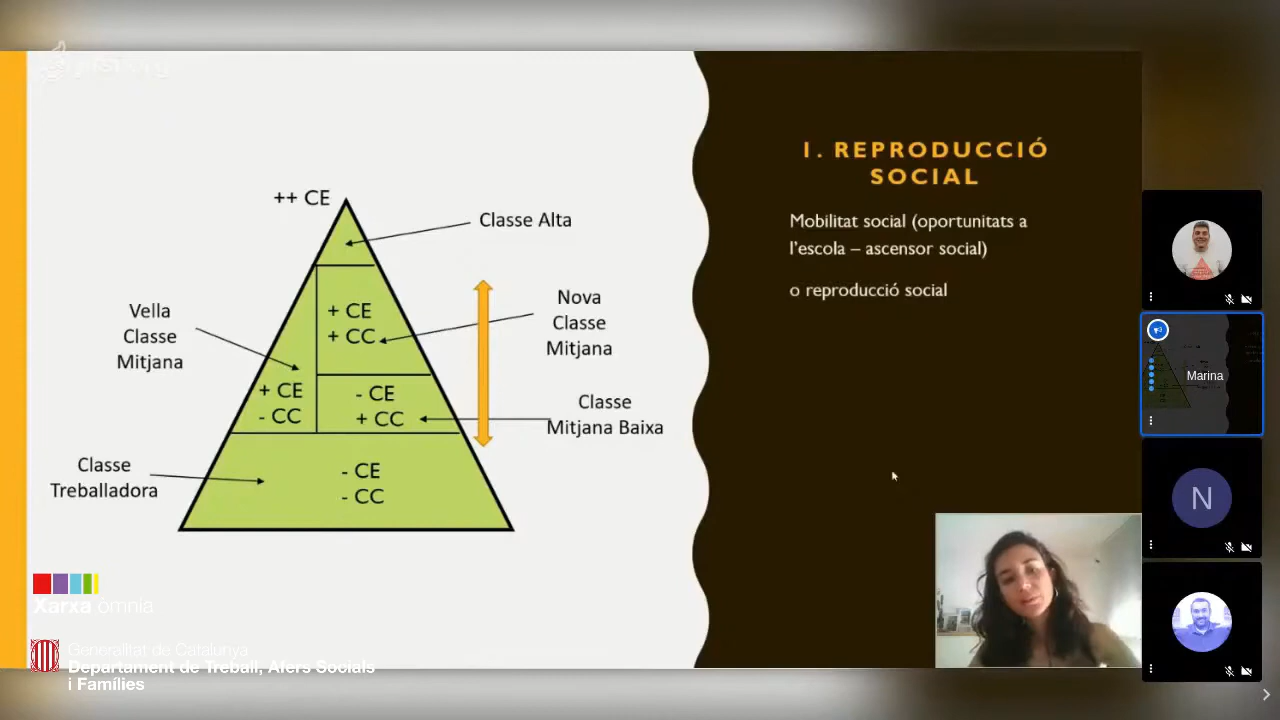 ++ CE
Classe Alta
+ CE
+ CC
Nova
Classe
Mitjana
Vella
Classe
Mitjana
+ CE
- CC
- CE
+ CC
Classe
Mitjana Baixa
Classe
Treballadora
- CE
- CC
1. REPRODUCCIÓ
SOCIAL
Mobilitat social (oportunitats a
l'escola – ascensor social)
o reproducció social
Marina
N
Xarxa òmnia
Generalitat de Catalunya
Departament de Treball, Afers Socials
i Famílies